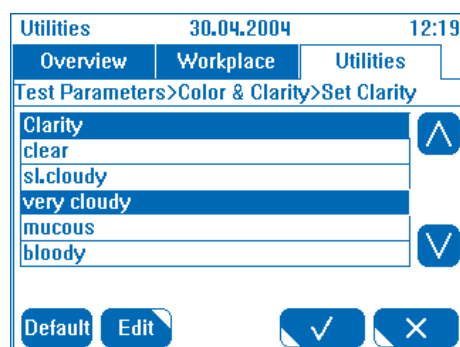 Utilities 30.04.2004 12:19
Overview Workplace Utilities
Test Parameters>Color & Clarity>Set Clarity
Clarity
clear
sl.cloudy
very cloudy
mucous
bloody
Default Edit